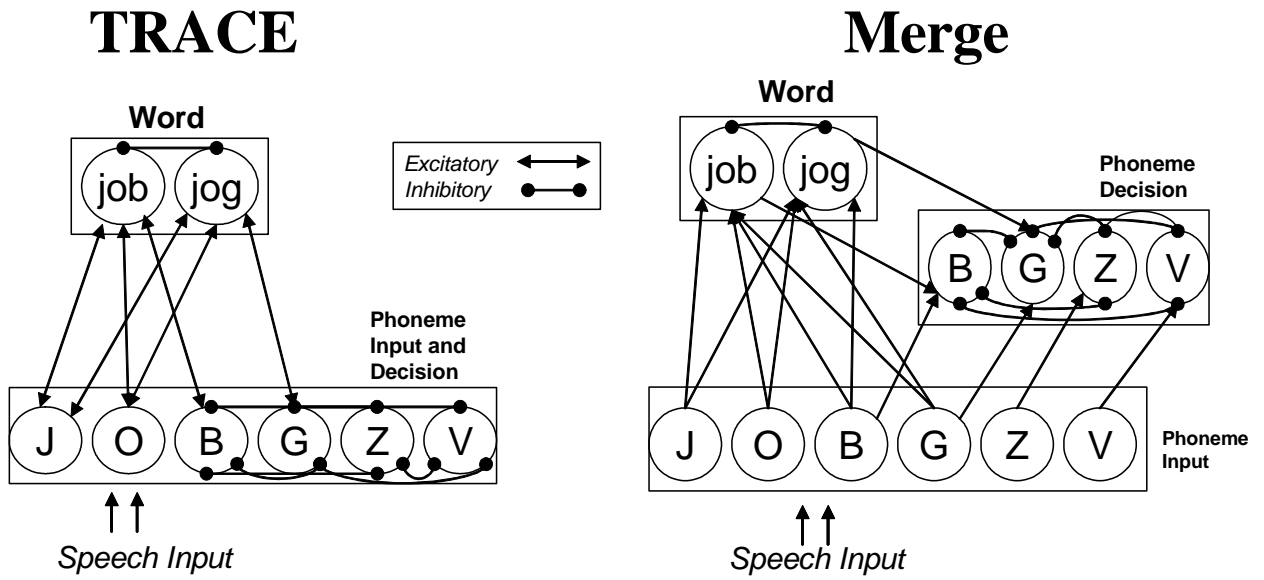 TRACE
Word
job jog
Excitatory
Inhibitory
Phoneme
Input and
Decision
J O B G Z V
Speech Input
Merge
Word
job jog
Phoneme
Decision
B G Z V
J O B G Z V
Phoneme
Input
Speech Input